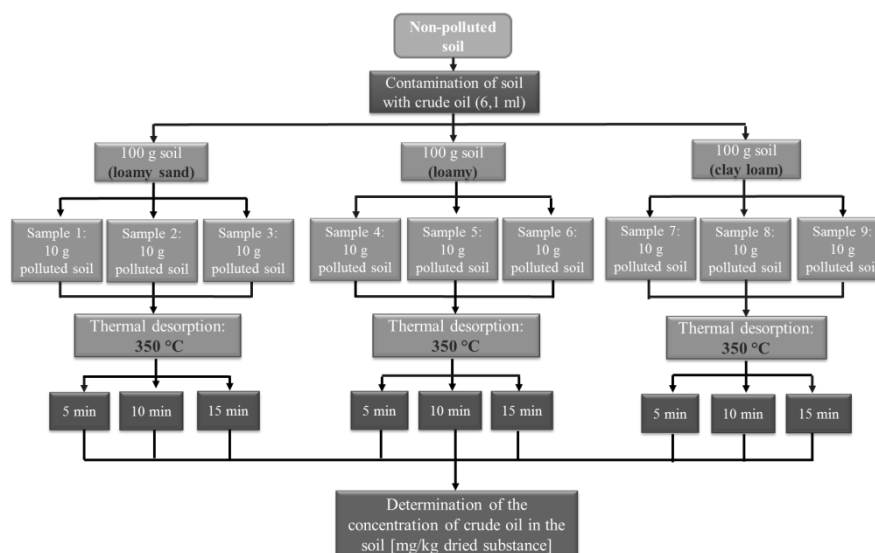 Non-polluted
soil
Contamination of soil
with crude oil (6,1 ml)
100 g soil
(loamy sand)
100 g soil
(loamy)
100 g soil
(clay loam)
Sample 1:
10 g
polluted soil
Sample 2:
10 g
polluted soil
Sample 3:
10 g
polluted soil
Sample 4:
10 g
polluted soil
Sample 5:
10 g
polluted soil
Sample 6:
10 g
polluted soil
Sample 7:
10 g
polluted soil
Sample 8:
10 g
polluted soil
Sample 9:
10 g
polluted soil
Thermal desorption:
350 °C
Thermal desorption:
350 °C
Thermal desorption:
350 °C
5 min
10 min
15 min
5 min
10 min
15 min
5 min
10 min
15 min
Determination of the
concentration of crude oil in the
soil [mg/kg dried substance]